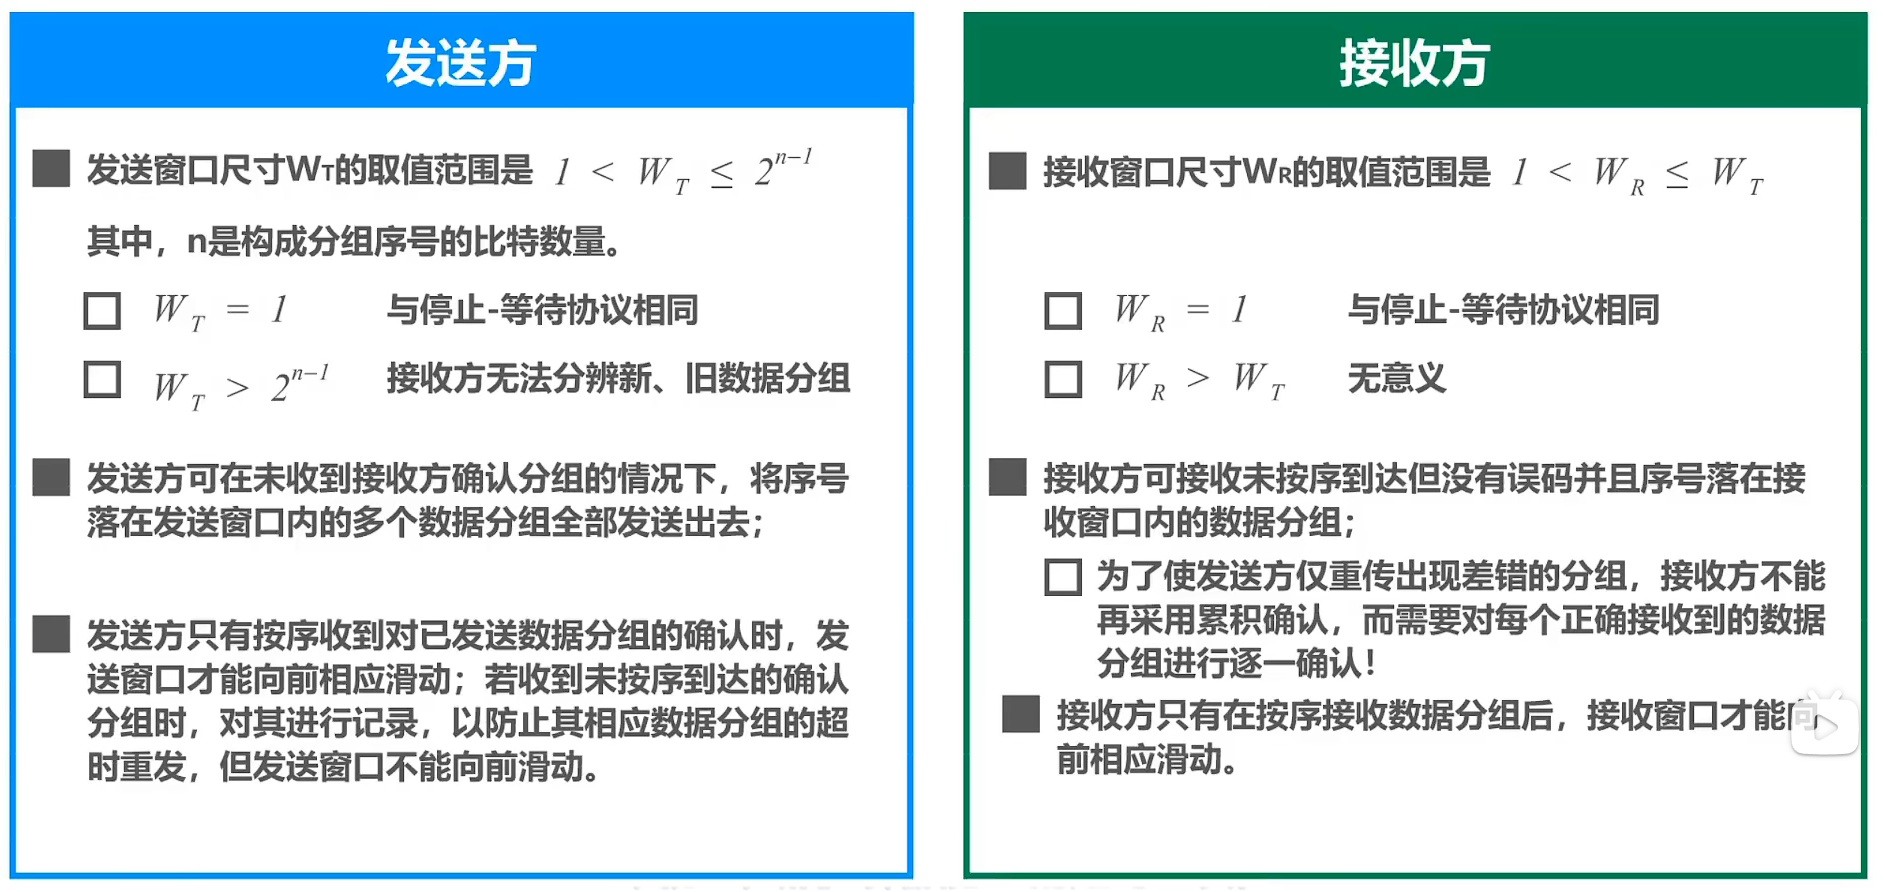 发送方
发送窗口尺寸WT的取值范围是 1 < W_T ≤ 2^{n-1}
其中，n是构成分组序号的比特数量。
W_T = 1 与停止-等待协议相同
W_T > 2^{n-1} 接收方无法分辨新、旧数据分组
发送方可在未收到接收方确认分组的情况下，将序号
落在发送窗口内的多个数据分组全部发送出去；
发送方只有按序收到对已发送数据分组的确认时，发
送窗口才能向前相应滑动；若收到未按序到达的确认
分组时，对其进行记录，以防止其相应数据分组的超
时重发，但发送窗口不能向前滑动。
接收方
接收窗口尺寸WR的取值范围是 1 < W_R ≤ W_T
W_R = 1 与停止-等待协议相同
W_R > W_T 无意义
接收方可接收未按序到达但没有误码并且序号落在接
收窗口内的数据分组；
为了使发送方仅重传出现差错的分组，接收方不能
再采用累积确认，而需要对每个正确接收到的数据
分组进行逐一确认！
接收方只有在按序接收数据分组后，接收窗口才能向
前相应滑动。